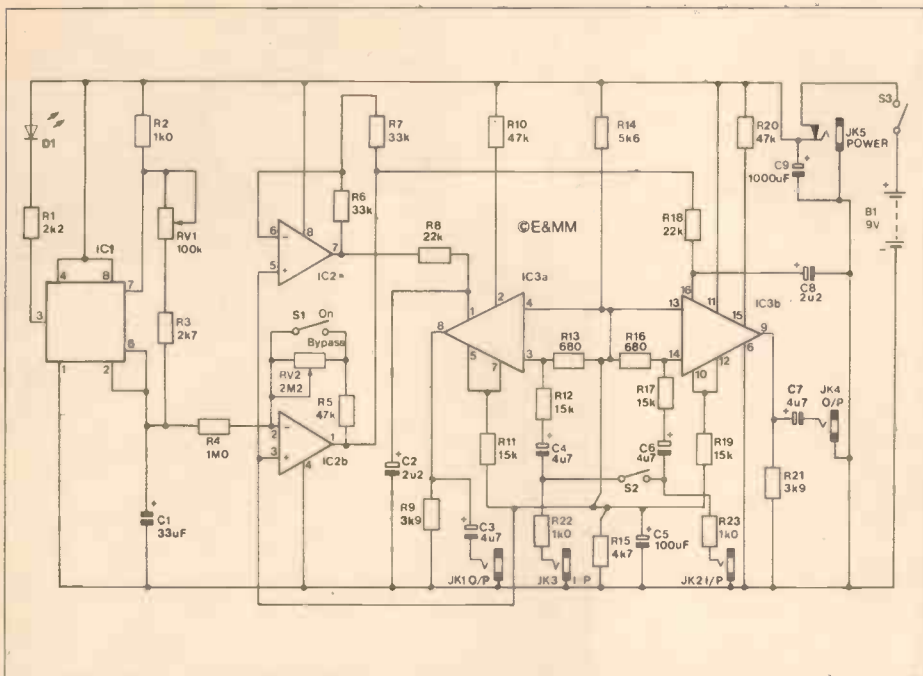 D1
R1
2k2
R2
1k0
RV1
100k
R3
2k7
IC1
4
8
7
3
6
1
2
R4
1M0
C1
33uF
R7
33k
R6
33k
6
5
8
7
IC2a
S1
On
Bypass
RV2
2M2
R5
47k
2
3
1
4
IC2b
R8
22k
C2
2u2
R9
3k9
C3
4u7
JK1 O/P
R10
47k
IC3a
1
2
8
5
7
4
3
R11
15k
R12
15k
C4
4u7
R22
1k0
JK3
R13
680
R14
5k6
©E&MM
R16
680
R15
4k7
C5
100uF
S2
C6
4u7
R17
15k
R18
22k
IC3b
16
11
15
13
14
10
12
6
9
R19
15k
R23
1k0
JK2 I/P
R20
47k
C9
1000uF
JK5
POWER
S3
B1
9V
C8
2u2
C7
4u7
JK4
O/P
R21
3k9